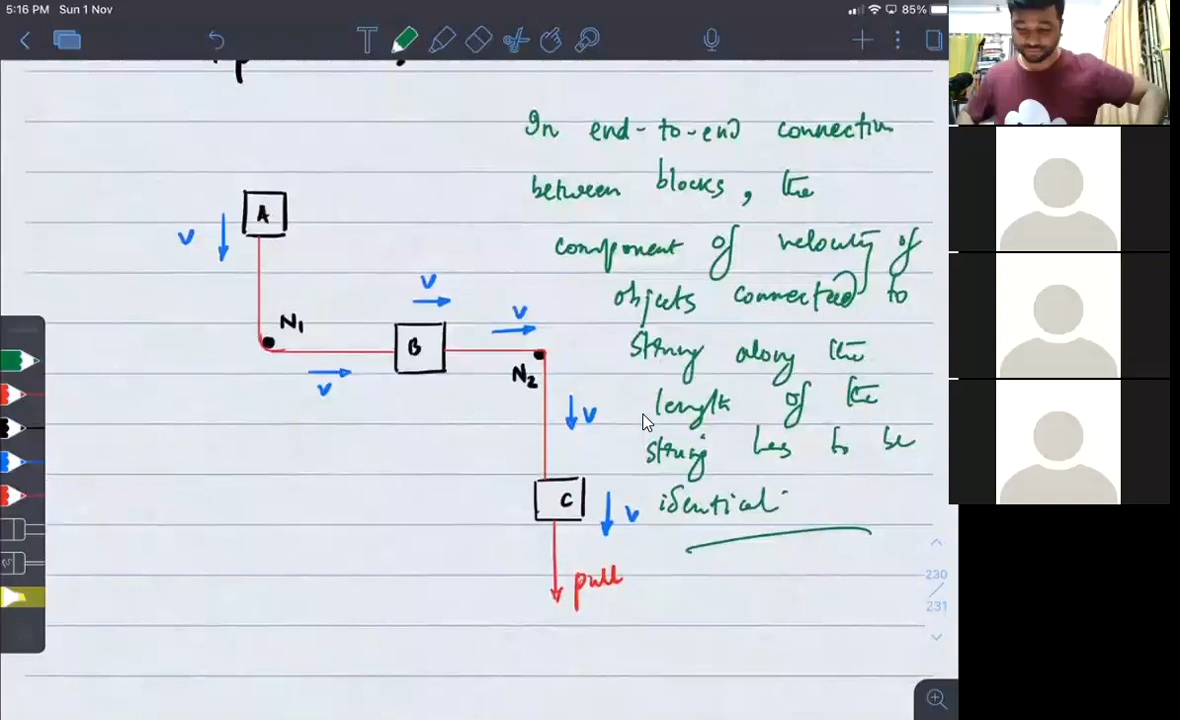 5:16 PM Sun 1 Nov
85%
In end-to-end connection
between blocks, the
component of velocity of
objects connected to
string along the
length of the
string has to be
identical
A
v
N1
v
B
v
v
N2
v
C
v
pull
230
/
231